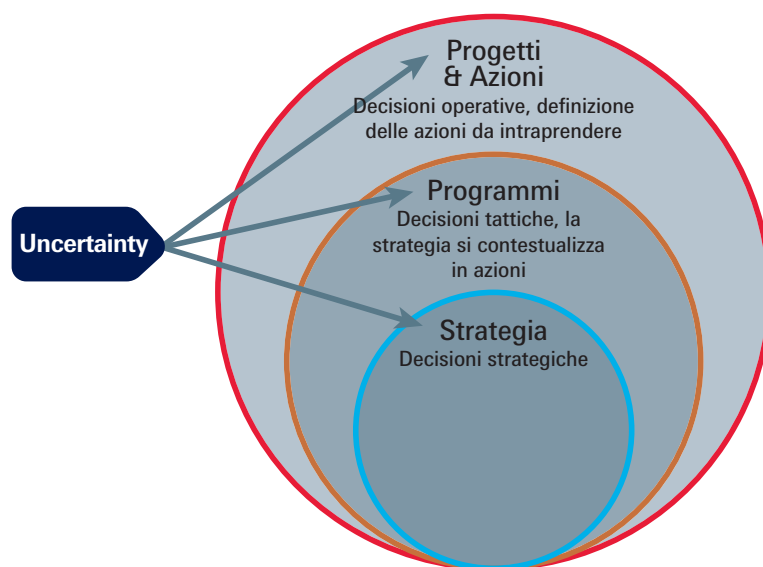 Progetti
& Azioni
Decisioni operative, definizione
delle azioni da intraprendere
Programmi
Decisioni tattiche, la
strategia si contestualizza
in azioni
Uncertainty
Strategia
Decisioni strategiche